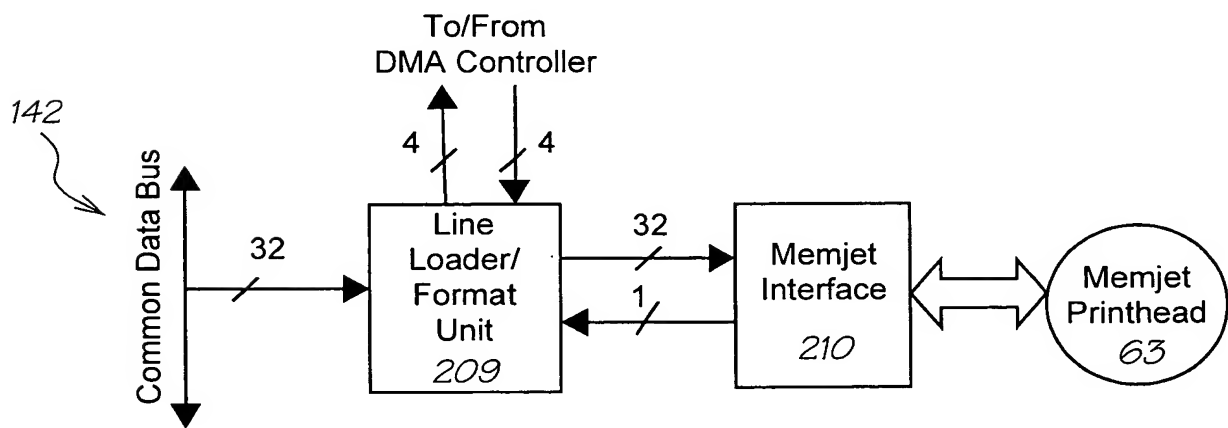 To/From
DMA Controller
142
4
4
Common Data Bus
32
Line
Loader/
Format
Unit
209
32
1
Memjet
Interface
210
Memjet
Printhead
63